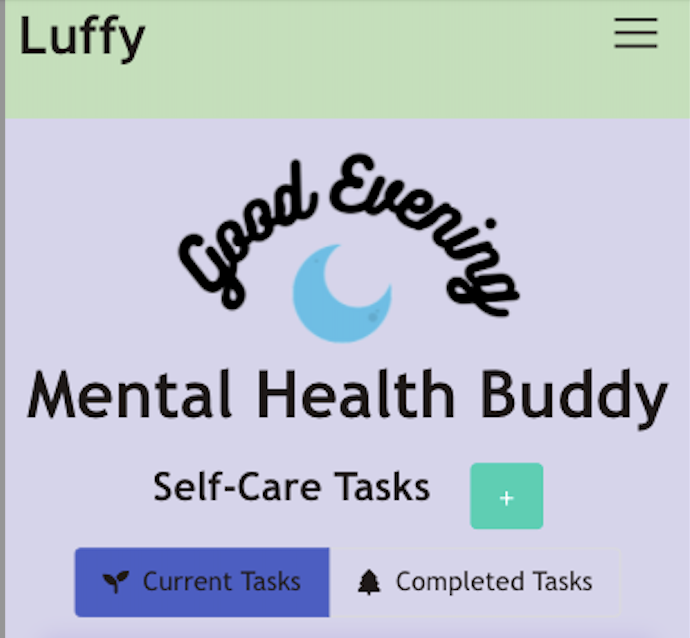 Luffy
Good Evening
Mental Health Buddy
Self-Care Tasks +
Current Tasks Completed Tasks